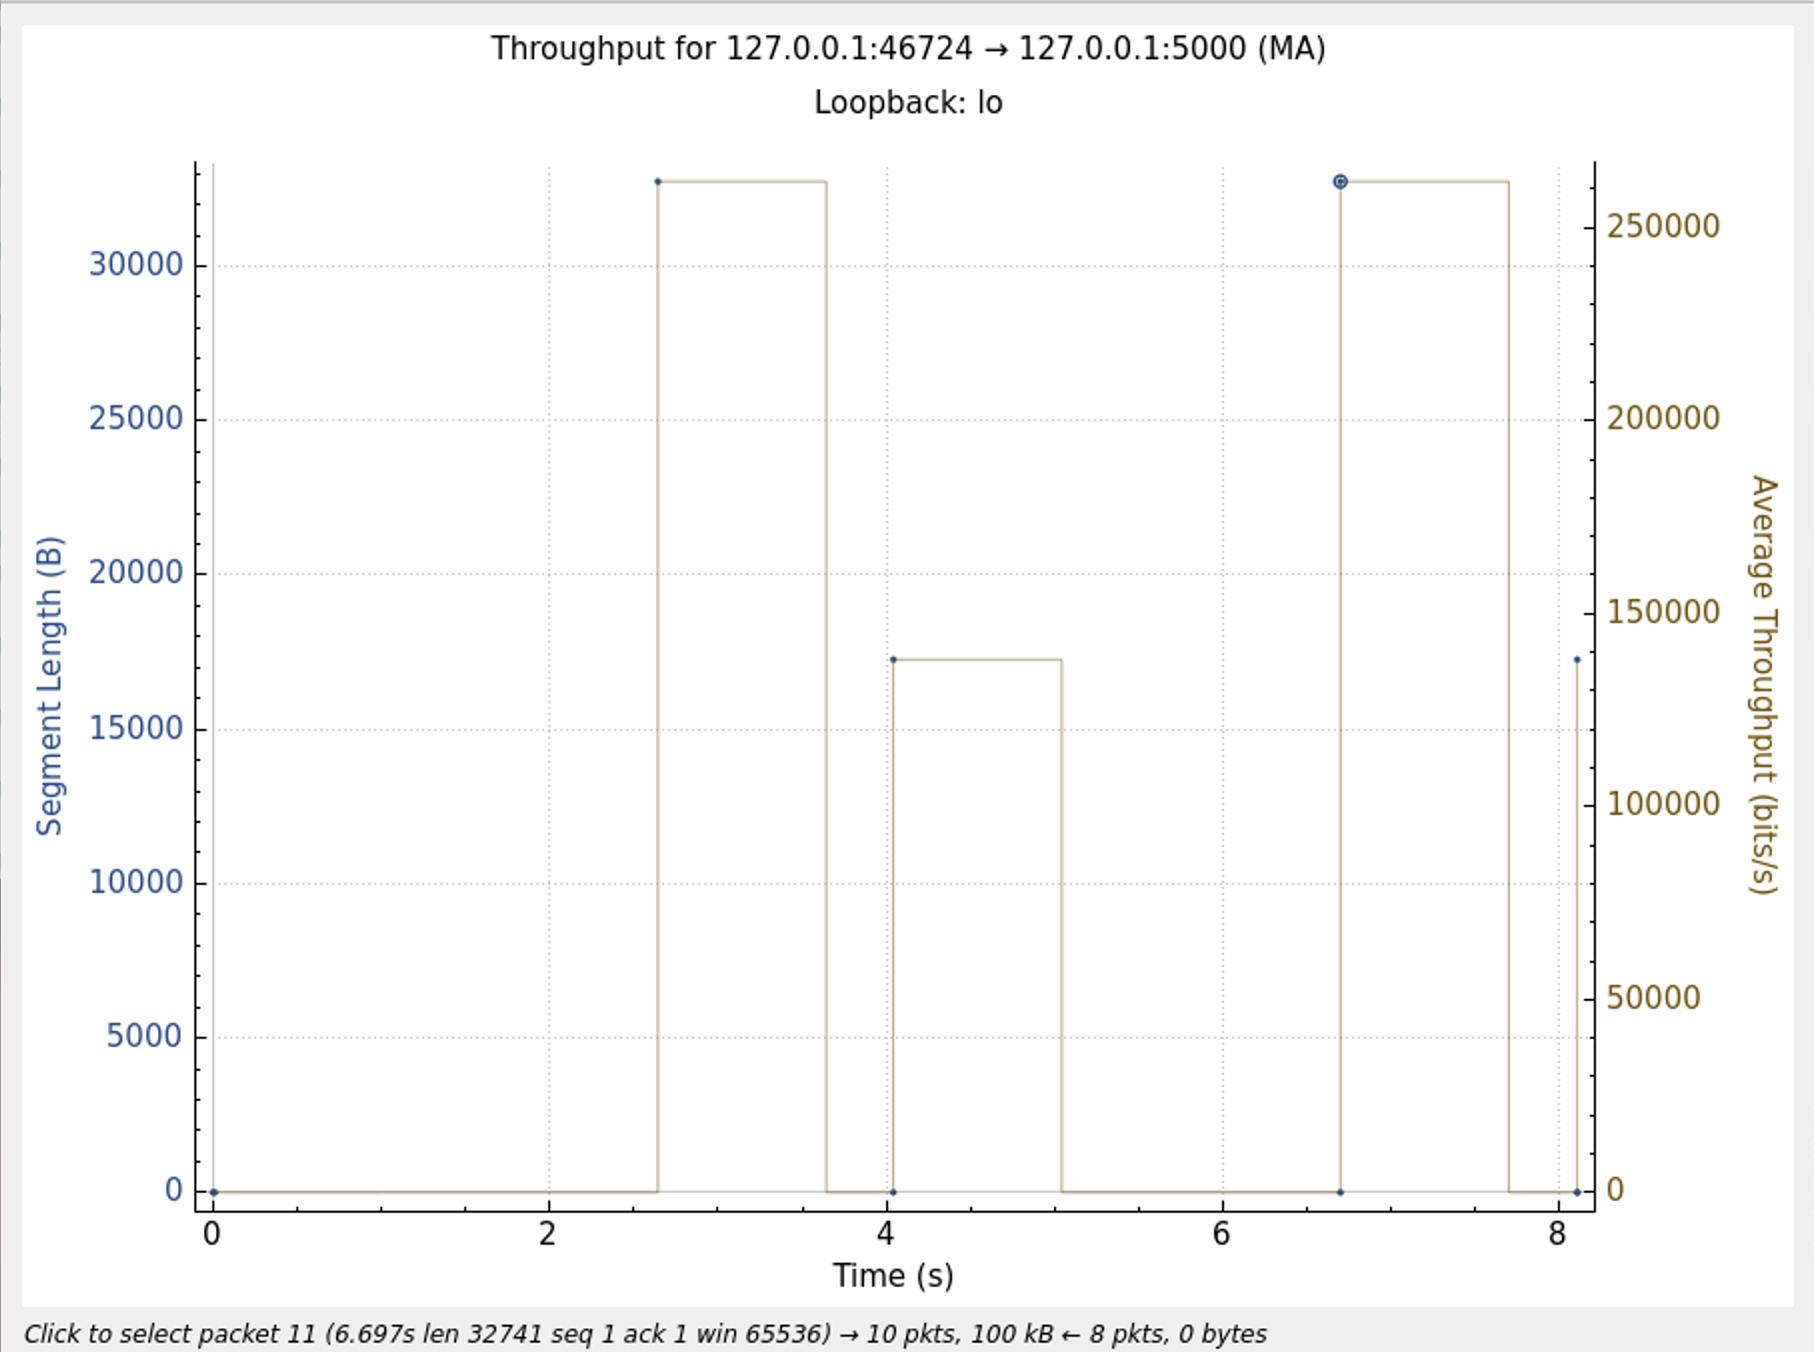 Throughput for 127.0.0.1:46724 → 127.0.0.1:5000 (MA)
Loopback: lo
Segment Length (B)
30000
25000
20000
15000
10000
5000
0
250000
200000
150000
100000
50000
0
Average Throughput (bits/s)
0 2 4 6 8
Time (s)
Click to select packet 11 (6.697s len 32741 seq 1 ack 1 win 65536) → 10 pkts, 100 kB ← 8 pkts, 0 bytes